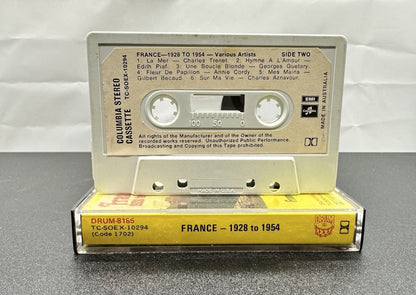 FRANCE—1928 TO 1954 — Various Artists SIDE TWO
1. La Mer — Charles Trenet. 2. Hymne A L'Amour —
Edith Piaf. 3. Une Boucle Blonde — Georges Guetary.
4. Fleur De Papillon — Annie Cordy. 5. Mes Mains —
Gilbert Becaud. 6. Sur Ma Vie — Charles Aznavour.
COLUMBIA STEREO
CASSETTE TC-SOEX-10294
100 50 0
EMI
MADE IN AUSTRALIA
All rights of the Manufacturer and of the Owner of the
recorded works reserved. Unauthorized Public Performance,
Broadcasting and Copying of this Tape prohibited.
DRUM-8155
TC-SOEX-10294
(Code 1702)
FRANCE — 1928 to 1954